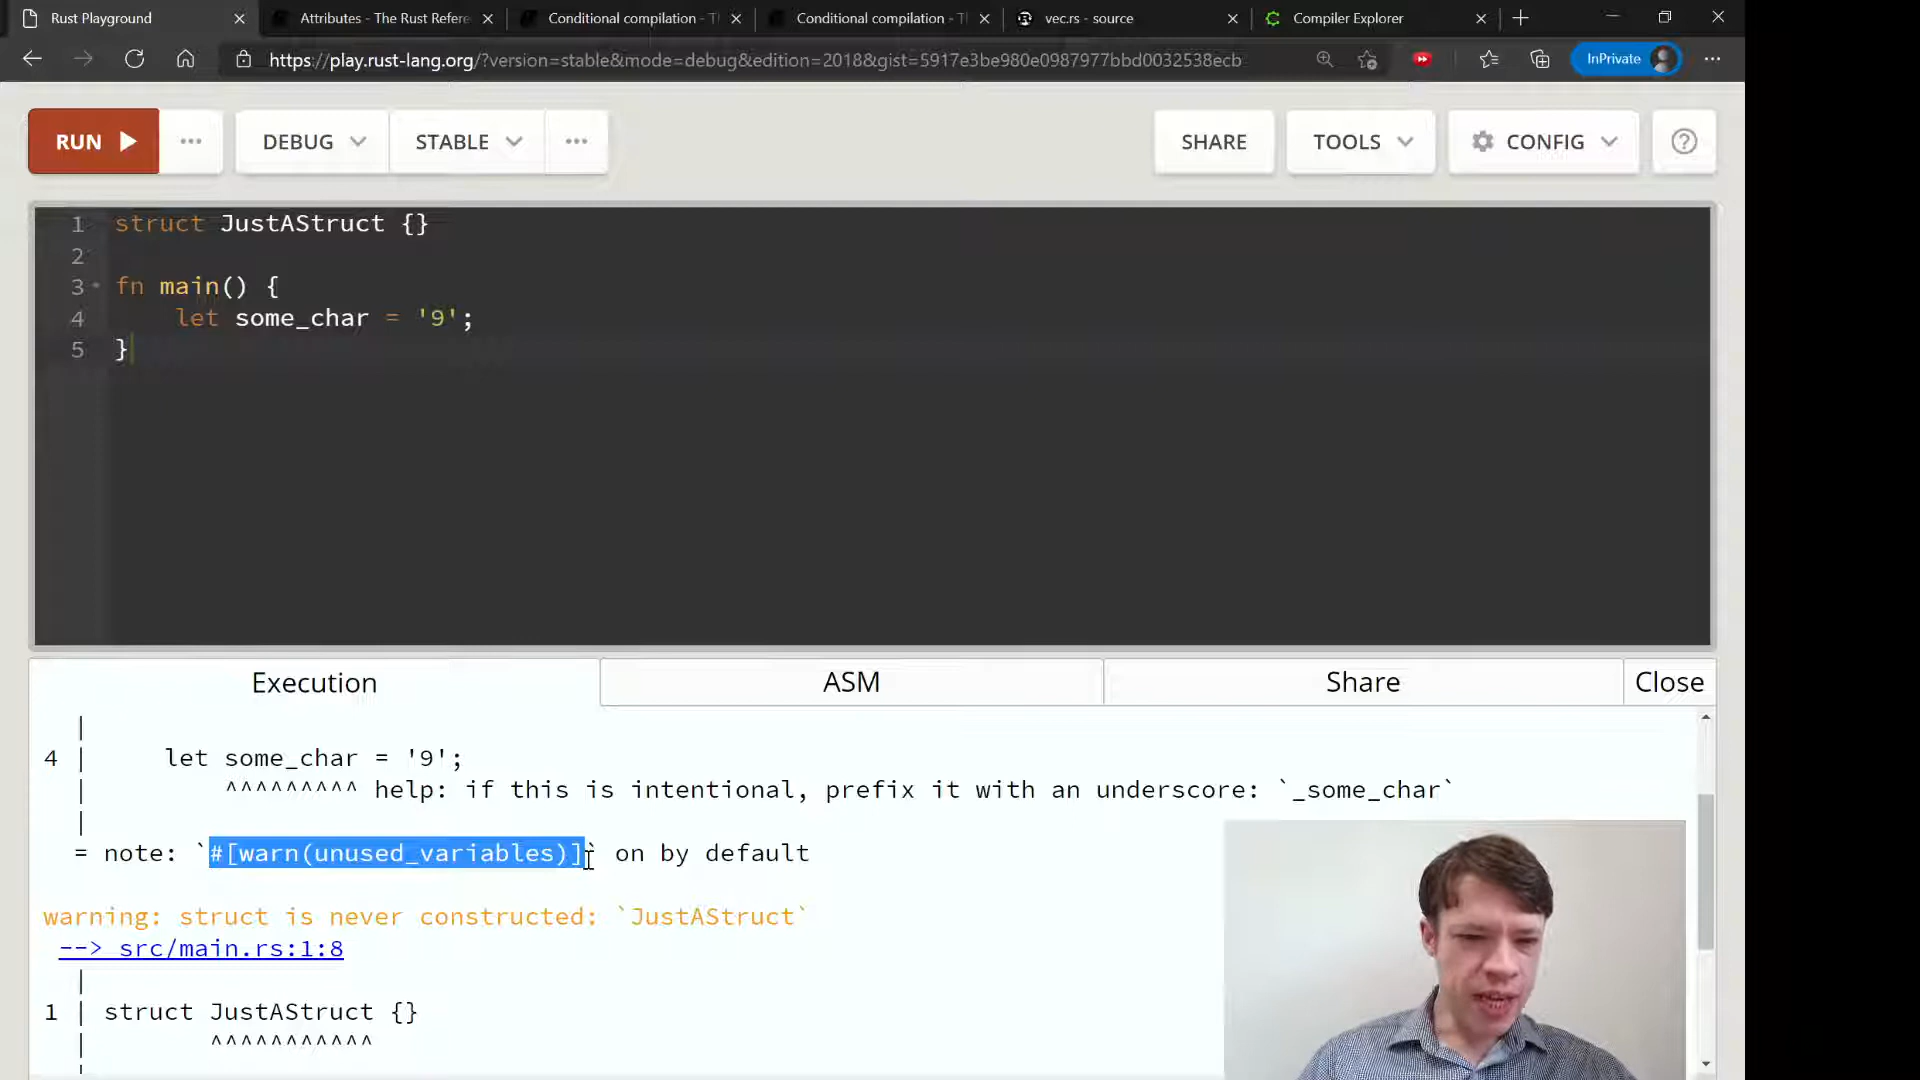 Rust Playground
Attributes - The Rust Refere
Conditional compilation - T
Conditional compilation - T
vec.rs - source
Compiler Explorer
https://play.rust-lang.org/?version=stable&mode=debug&edition=2018&gist=5917e3be980e0987977bbd0032538ecb
InPrivate
RUN
DEBUG
STABLE
SHARE
TOOLS
CONFIG
1 struct JustAStruct {}
2
3 fn main() {
4 let some_char = '9';
5 }
Execution
ASM
Share
Close
|
4 | let some_char = '9';
| ^^^^^^^^^ help: if this is intentional, prefix it with an underscore: `_some_char`
|
= note: `#[warn(unused_variables)]` on by default
warning: struct is never constructed: `JustAStruct`
--> src/main.rs:1:8
|
1 | struct JustAStruct {}
| ^^^^^^^^^^^
|